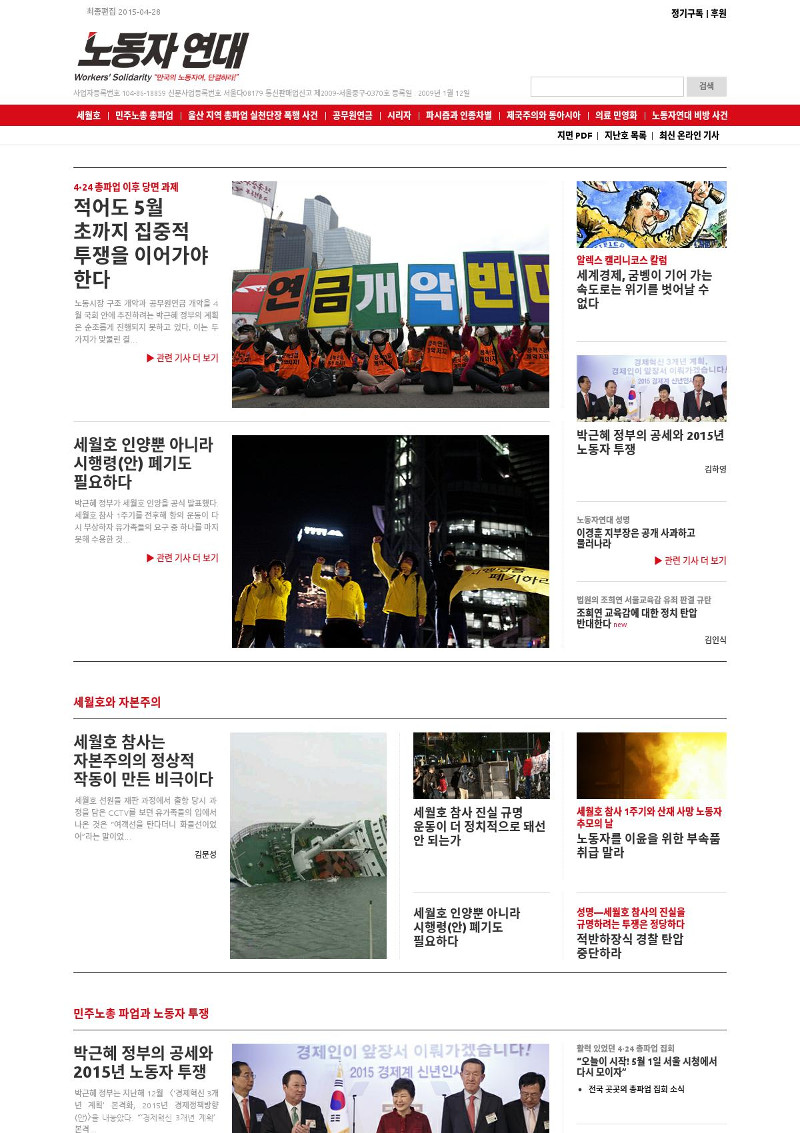 최종편집 2015-04-28
정기구독 | 후원
노동자 연대
Workers' Solidarity "만국의 노동자여, 단결하라!"
사업자등록번호 104-86-18859 신문사업등록번호 서울다08179 통신판매업신고 제2009-서울중구-0370호 등록일 2009년 1월 12일
검색
세월호 | 민주노총 총파업 | 울산 지역 총파업 실천단장 폭행 사건 | 공무원연금 | 시리자 | 파시즘과 인종차별 | 제국주의와 동아시아 | 의료 민영화 | 노동자연대 비방 사건
지면 PDF | 지난호 목록 | 최신 온라인 기사
4·24 총파업 이후 당면 과제
적어도 5월
초까지 집중적
투쟁을 이어가야
한다
노동시장 구조 개악과 공무원연금 개악을 4
월 국회 안에 추진하려는 박근혜 정부의 계획
은 순조롭게 진행되지 못하고 있다. 이는 두
가지가 맞물린 결...
▶ 관련 기사 더 보기
연금개악반대
알렉스 캘리니코스 칼럼
세계경제, 굼벵이 기어 가는
속도로는 위기를 벗어날 수
없다
경제혁신 3개년 계획,
경제인이 앞장서서 이뤄가겠습니다!
2015 경제계 신년인사
박근혜 정부의 공세와 2015년
노동자 투쟁
김하영
세월호 인양뿐 아니라
시행령(안) 폐기도
필요하다
박근혜 정부가 세월호 인양을 공식 발표했다.
세월호 참사 1주기를 전후해 항의 운동이 다
시 부상하자 유가족들의 요구 중 하나를 마지
못해 수용한 것...
▶ 관련 기사 더 보기
폐기하라
노동자연대 성명
이경훈 지부장은 공개 사과하고
물러나라
▶ 관련 기사 더 보기
법원의 조희연 서울교육감 유죄 판결 규탄
조희연 교육감에 대한 정치 탄압
반대한다 new
김인식
세월호와 자본주의
세월호 참사는
자본주의의 정상적
작동이 만든 비극이다
세월호 선원들 재판 과정에서 출항 당시 과
정을 담은 CCTV를 보던 유가족들의 입에서
나온 것은 "여객선을 탄다더니 화물선이었
어"라는 말이었...
김문성
세월호 참사 진실 규명
운동이 더 정치적으로 돼선
안 되는가
세월호 참사 1주기와 산재 사망 노동자
추모의 날
노동자를 이윤을 위한 부속품
취급 말라
세월호 인양뿐 아니라
시행령(안) 폐기도
필요하다
성명—세월호 참사의 진실을
규명하려는 투쟁은 정당하다
적반하장식 경찰 탄압
중단하라
민주노총 파업과 노동자 투쟁
박근혜 정부의 공세와
2015년 노동자 투쟁
박근혜 정부는 지난해 12월 〈'경제혁신 3개
년 계획' 본격화, 2015년 경제정책방향
(안)〉을 내놓았다. "'경제혁신 3개년 계획'
본격...
경제인이 앞장서서 이뤄가겠습니다!
2015 경제계 신년인사
활력 있었던 4·24 총파업 집회
"오늘이 시작! 5월 1일 서울 시청에서
다시 모이자"
• 전국 곳곳의 총파업 집회 소식